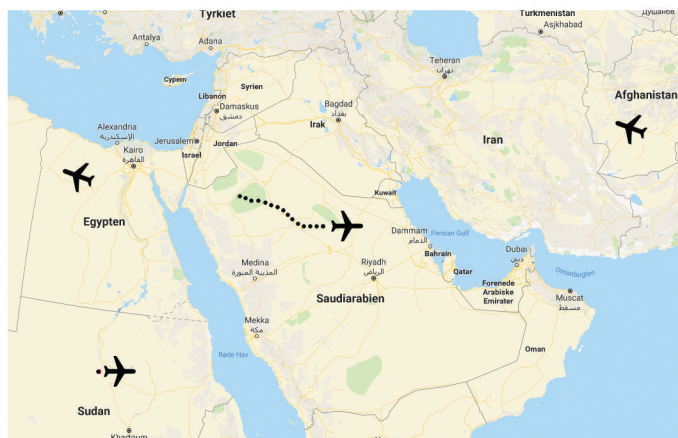 Tyrkiet
Turkmenistan
Asjkhabad
Душанбе
Antalya
Adana
Teheran
تهران
Cypern
Syrien
Libanon
Damaskus
دمشق
Bagdad
بغداد
Afghanistan
Alexandria
الإسكندرية
Jerusalem
Irak
Iran
Kairo
القاهرة
Israel
Jordan
Kuwait
Egypten
Dammam
الدمام
Persian Gulf
Medina
المدينة المنورة
Riyadh
الرياض
Bahrain
Dubai
دبي
Qatar
Omanbugten
Saudiarabien
Forenede
Arabiske
Emirater
Muscat
مسقط
Mekka
مكة
Røde Hav
Oman
Sudan
Khartoum